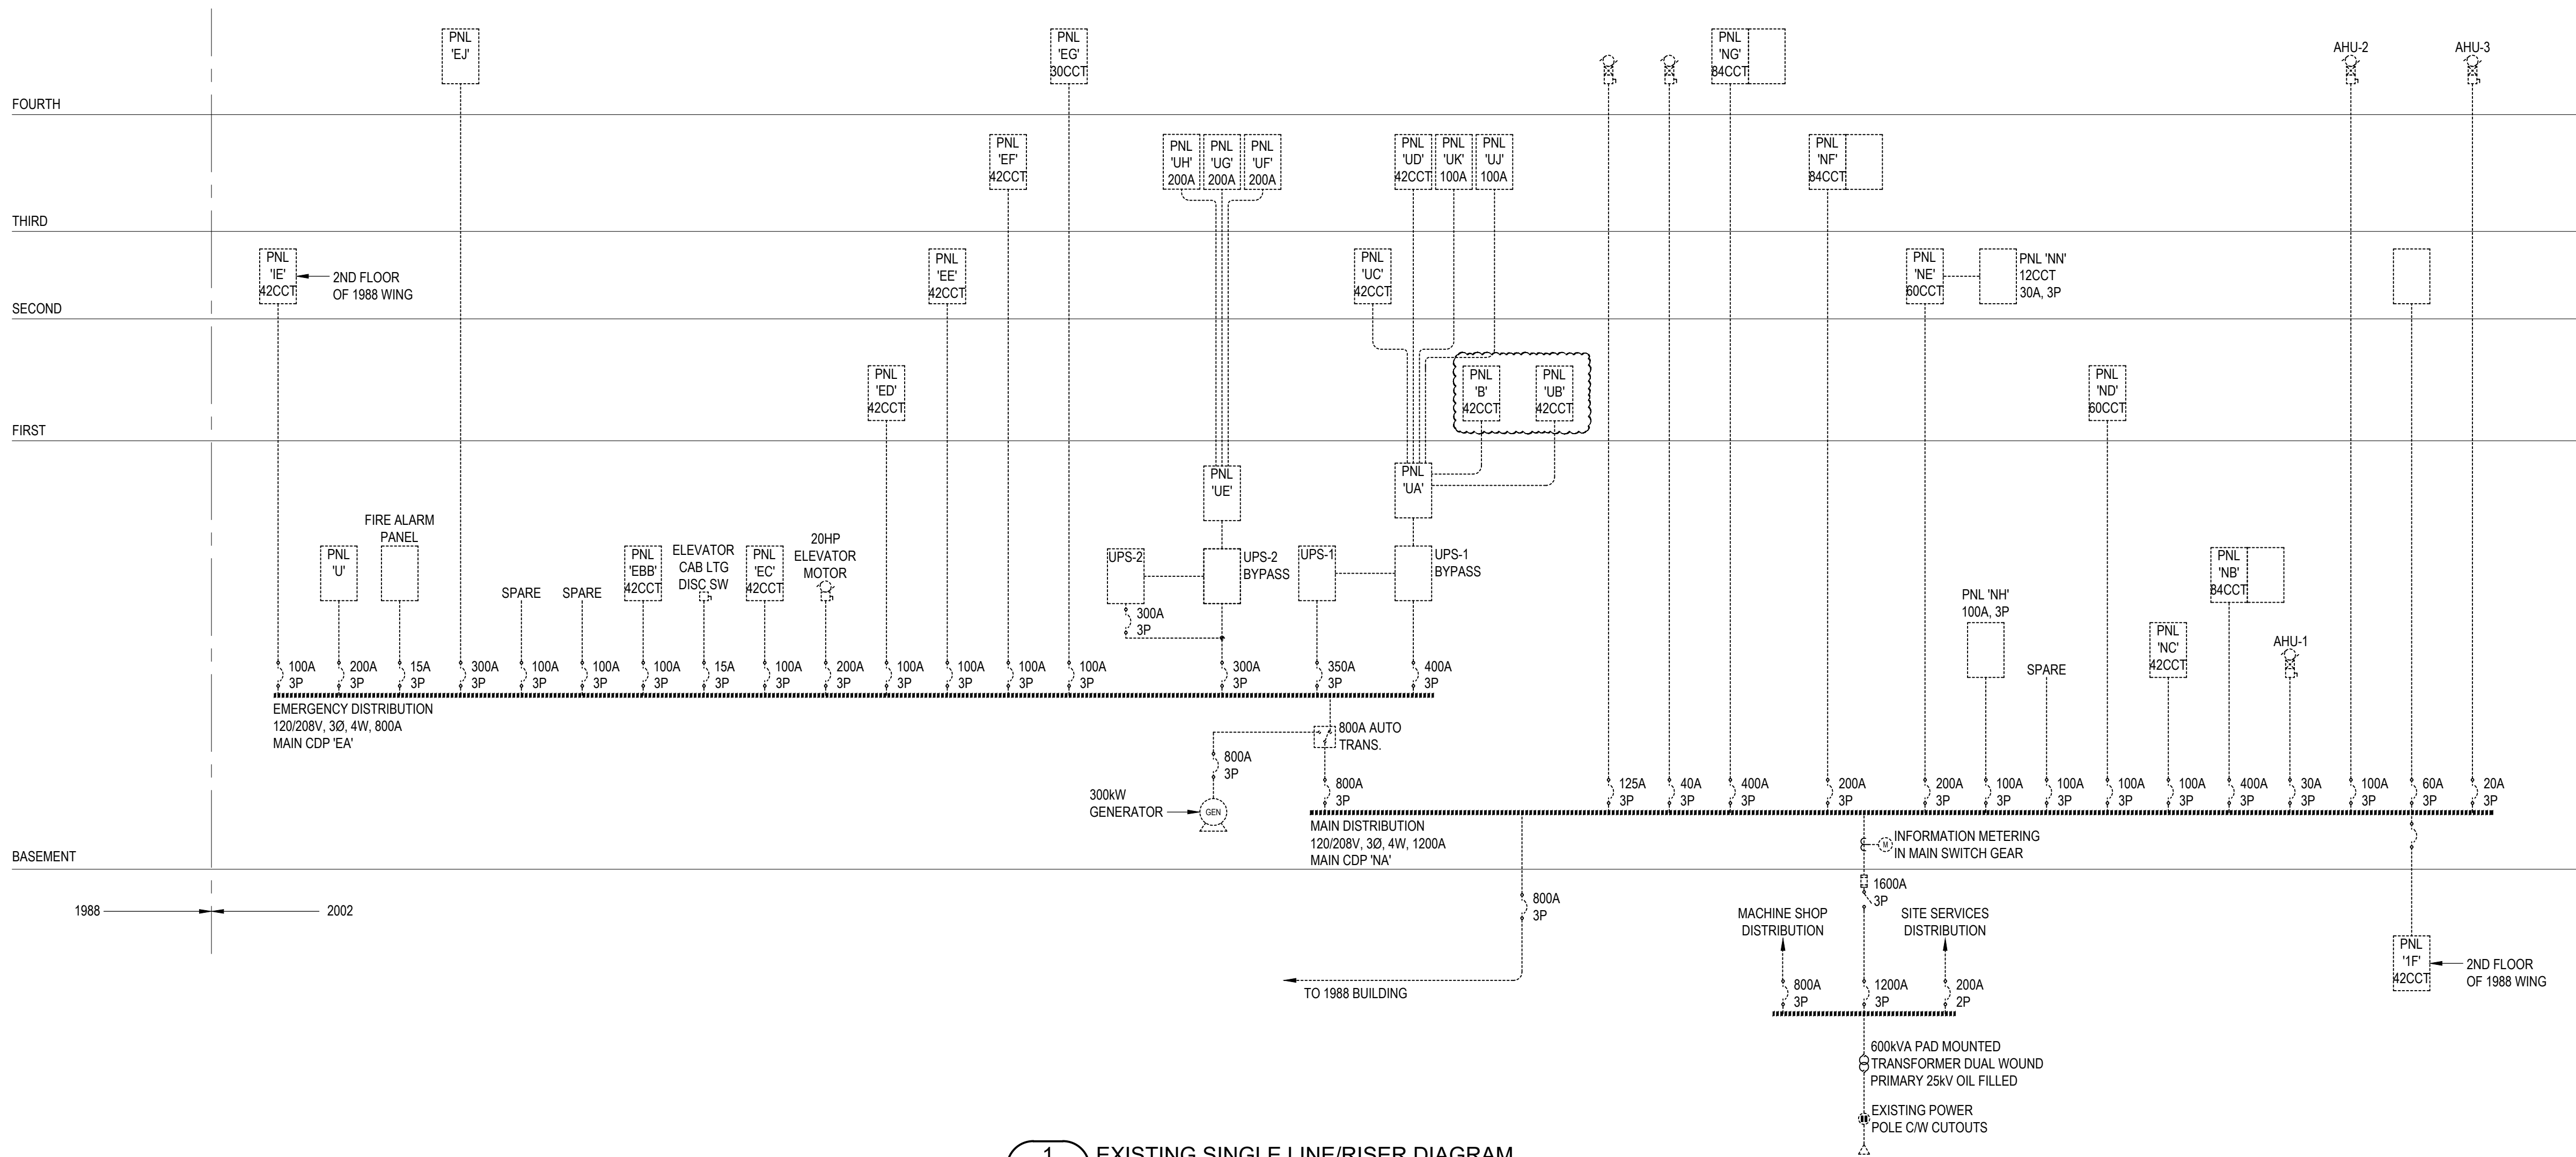 PNL
'EJ'
PNL
'EG'
30CCT
PNL
'NG'
84CCT
AHU-2
AHU-3
FOURTH
PNL
'EF'
42CCT
PNL
'UH'
200A
PNL
'UG'
200A
PNL
'UF'
200A
PNL
'UD'
42CCT
PNL
'UK'
100A
PNL
'UJ'
100A
PNL
'NF'
84CCT
THIRD
PNL
'IE'
42CCT
2ND FLOOR
OF 1988 WING
PNL
'EE'
42CCT
PNL
'UC'
42CCT
PNL
'NE'
60CCT
PNL 'NN'
12CCT
30A, 3P
SECOND
PNL
'ED'
42CCT
PNL
'B'
42CCT
PNL
'UB'
42CCT
PNL
'ND'
60CCT
FIRST
PNL
'UE'
PNL
'UA'
PNL
'U'
FIRE ALARM
PANEL
SPARE
SPARE
PNL
'EBB'
42CCT
ELEVATOR
CAB LTG
DISC SW
PNL
'EC'
42CCT
20HP
ELEVATOR
MOTOR
UPS-2
UPS-2
BYPASS
UPS-1
UPS-1
BYPASS
300A
3P
PNL 'NH'
100A, 3P
SPARE
PNL
'NC'
42CCT
PNL
'NB'
84CCT
AHU-1
100A
3P
200A
3P
15A
3P
300A
3P
100A
3P
100A
3P
100A
3P
15A
3P
100A
3P
200A
3P
100A
3P
100A
3P
100A
3P
100A
3P
300A
3P
350A
3P
400A
3P
EMERGENCY DISTRIBUTION
120/208V, 3Ø, 4W, 800A
MAIN CDP 'EA'
800A AUTO
TRANS.
800A
3P
300kW
GENERATOR
GEN
800A
3P
125A
3P
40A
3P
400A
3P
200A
3P
200A
3P
100A
3P
100A
3P
100A
3P
100A
3P
400A
3P
30A
3P
100A
3P
60A
3P
20A
3P
MAIN DISTRIBUTION
120/208V, 3Ø, 4W, 1200A
MAIN CDP 'NA'
M
INFORMATION METERING
IN MAIN SWITCH GEAR
BASEMENT
1988
2002
800A
3P
TO 1988 BUILDING
1600A
3P
MACHINE SHOP
DISTRIBUTION
SITE SERVICES
DISTRIBUTION
800A
3P
1200A
3P
200A
2P
PNL
'1F'
42CCT
2ND FLOOR
OF 1988 WING
600kVA PAD MOUNTED
TRANSFORMER DUAL WOUND
PRIMARY 25kV OIL FILLED
EXISTING POWER
POLE C/W CUTOUTS
1
EXISTING SINGLE LINE/RISER DIAGRAM